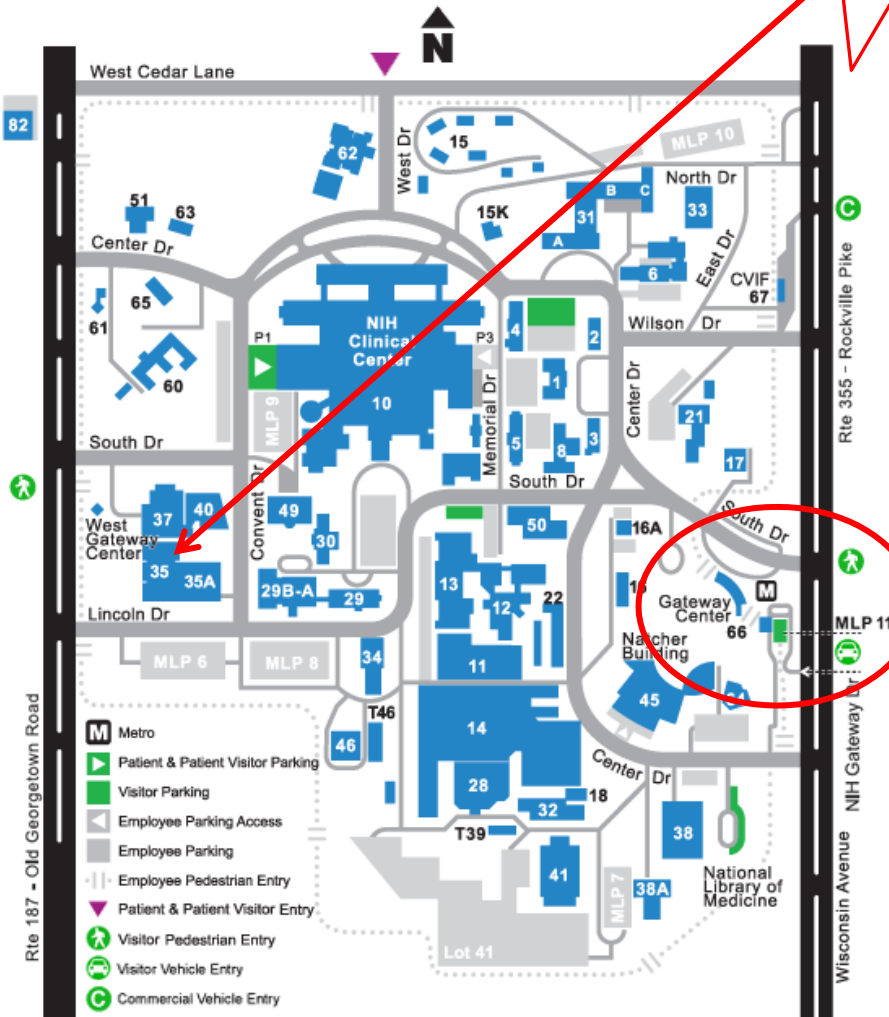 N
West Cedar Lane
82
62
West Dr
15
MLP 10
51
63
15K
B
C
31
A
North Dr
33
Center Dr
6
East Dr
CVIF
67
65
61
60
NIH
Clinical
Center
10
P1
P3
4
2
1
5
8
3
Wilson Dr
Center Dr
Memorial Dr
MLP 9
21
17
Rte 355 - Rockville Pike
C
South Dr
South Dr
South Dr
37
40
West
Gateway
Center
35
35A
Convent Dr
49
30
29B-A
29
Lincoln Dr
50
16A
13
12
22
11
Gateway
Center
M
66
MLP 11
Natcher
Building
45
MLP 6
MLP 8
34
T46
46
14
28
18
32
T39
41
Center Dr
38
38A
MLP 7
Lot 41
National
Library of
Medicine
NIH Gateway Dr
Wisconsin Avenue
Rte 187 - Old Georgetown Road
M Metro
Patient & Patient Visitor Parking
Visitor Parking
Employee Parking Access
Employee Parking
Employee Pedestrian Entry
Patient & Patient Visitor Entry
Visitor Pedestrian Entry
Visitor Vehicle Entry
C Commercial Vehicle Entry